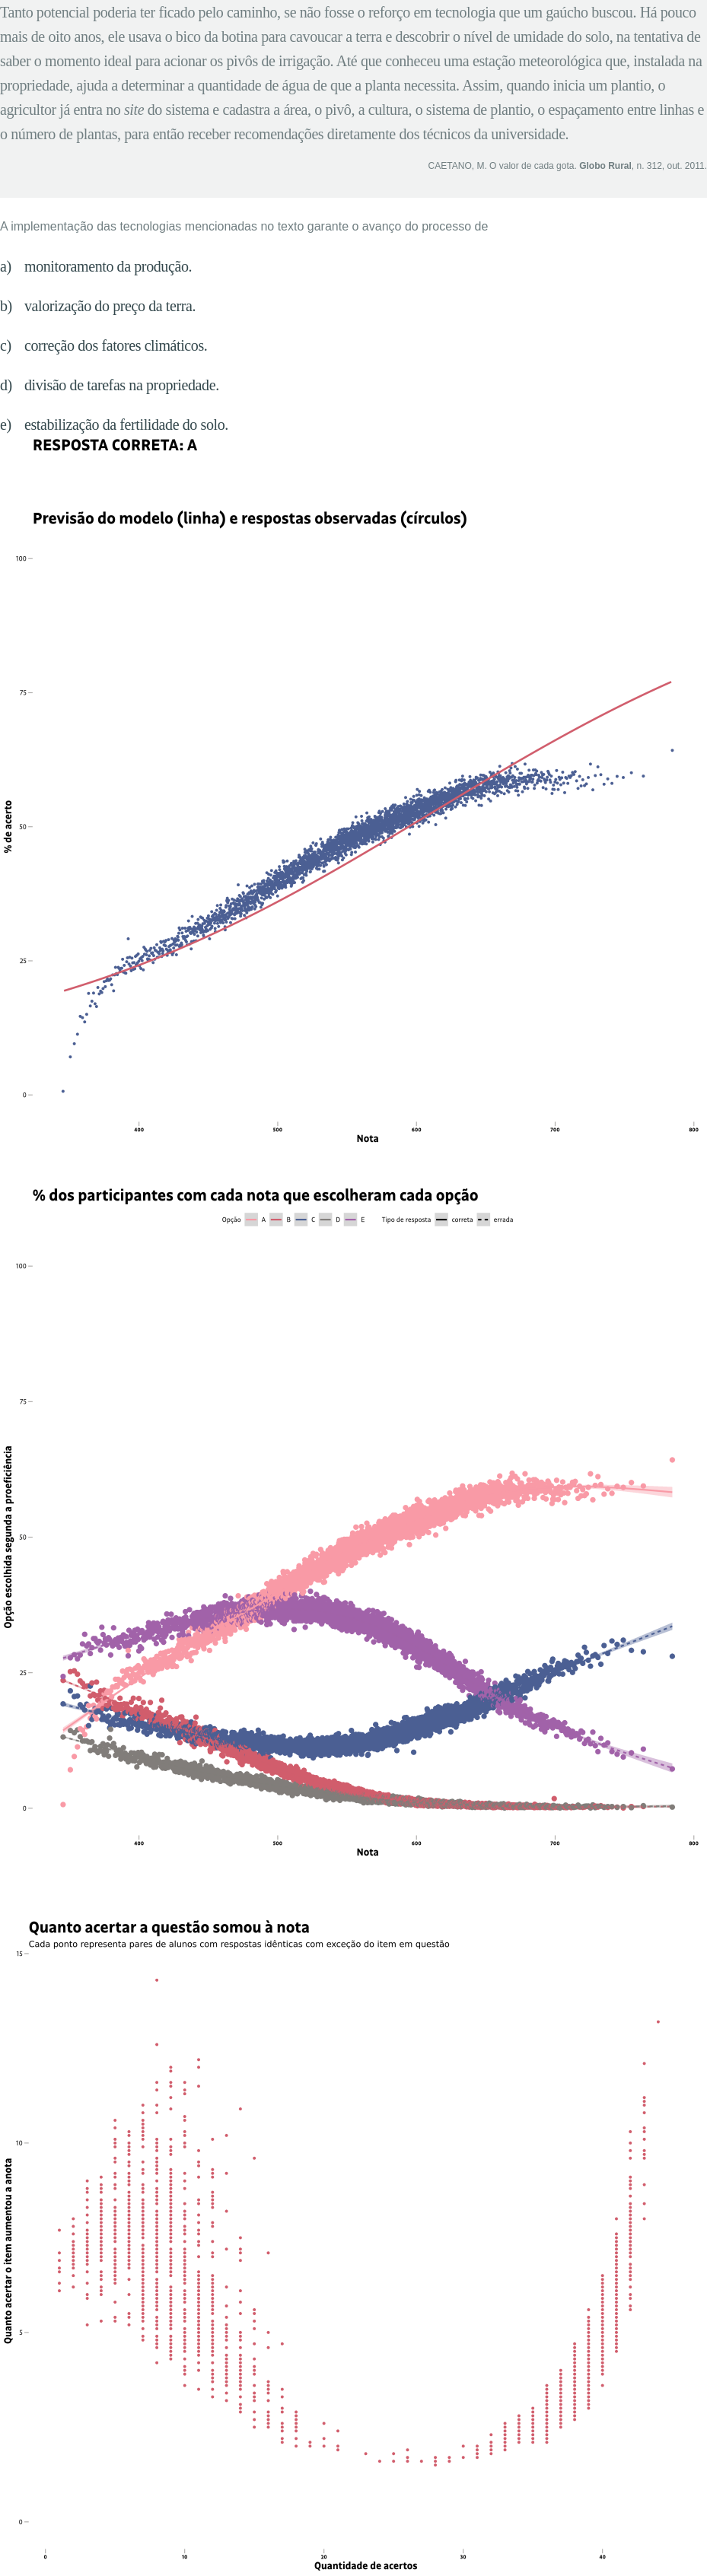 Tanto potencial poderia ter ficado pelo caminho, se não fosse o reforço em tecnologia que um gaúcho buscou. Há pouco
mais de oito anos, ele usava o bico da botina para cavoucar a terra e descobrir o nível de umidade do solo, na tentativa de
saber o momento ideal para acionar os pivôs de irrigação. Até que conheceu uma estação meteorológica que, instalada na
propriedade, ajuda a determinar a quantidade de água de que a planta necessita. Assim, quando inicia um plantio, o
agricultor já entra no site do sistema e cadastra a área, o pivô, a cultura, o sistema de plantio, o espaçamento entre linhas e
o número de plantas, para então receber recomendações diretamente dos técnicos da universidade.
CAETANO, M. O valor de cada gota. Globo Rural, n. 312, out. 2011.
A implementação das tecnologias mencionadas no texto garante o avanço do processo de
a) monitoramento da produção.
b) valorização do preço da terra.
c) correção dos fatores climáticos.
d) divisão de tarefas na propriedade.
e) estabilização da fertilidade do solo.
RESPOSTA CORRETA: A
Previsão do modelo (linha) e respostas observadas (círculos)
100
75
% de acerto
50
25
0
400 500 600 700 800
Nota
% dos participantes com cada nota que escolheram cada opção
Opção A B C D E Tipo de resposta correta errada
100
75
Opção escolhida segunda a proeficiência
50
25
0
400 500 600 700 800
Nota
Quanto acertar a questão somou à nota
Cada ponto representa pares de alunos com respostas idênticas com exceção do item em questão
15
10
Quanto acertar o item aumentou a anota
5
0
0 10 20 30 40
Quantidade de acertos